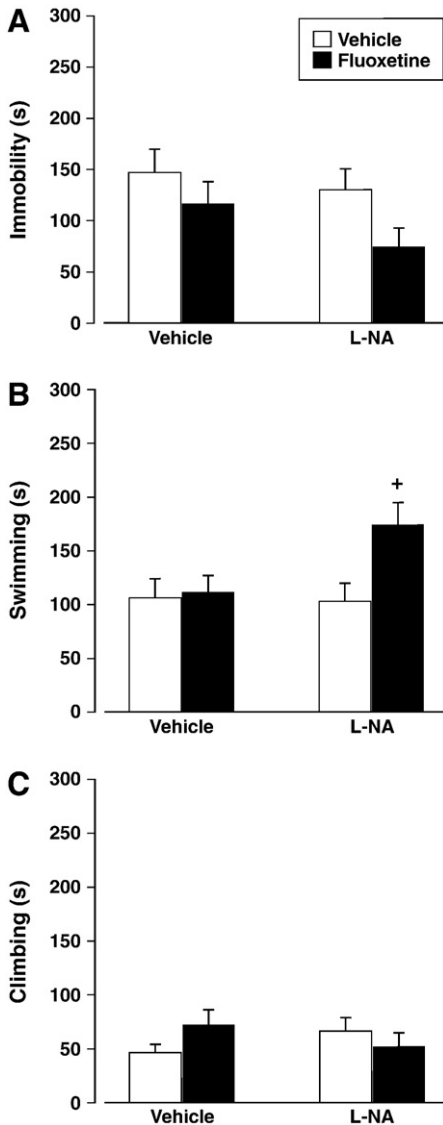 A
Vehicle
Fluoxetine
Immobility (s)
300
250
200
150
100
50
0
Vehicle L-NA
B
Swimming (s)
300
250
200
150
100
50
0
+
Vehicle L-NA
C
Climbing (s)
300
250
200
150
100
50
0
Vehicle L-NA